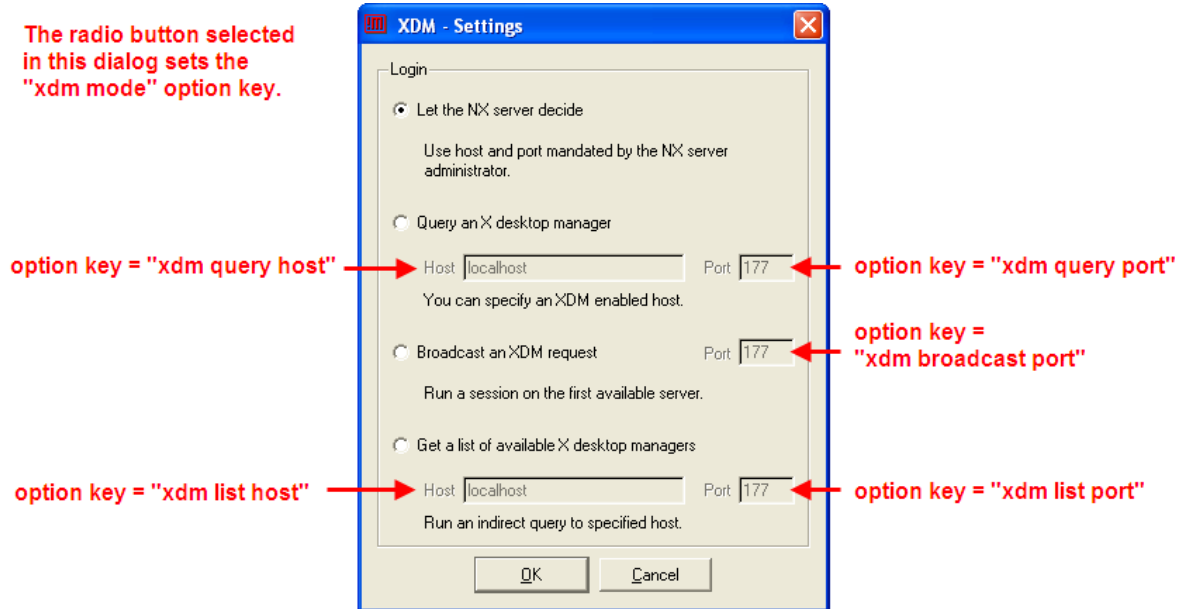 The radio button selected
in this dialog sets the
"xdm mode" option key.
!m XDM - Settings
Login
Let the NX server decide
Use host and port mandated by the NX server
administrator.
Query an X desktop manager
option key = "xdm query host"
Host localhost
Port 177
option key = "xdm query port"
You can specify an XDM enabled host.
Broadcast an XDM request
Port 177
option key =
"xdm broadcast port"
Run a session on the first available server.
Get a list of available X desktop managers
option key = "xdm list host"
Host localhost
Port 177
option key = "xdm list port"
Run an indirect query to specified host.
OK
Cancel